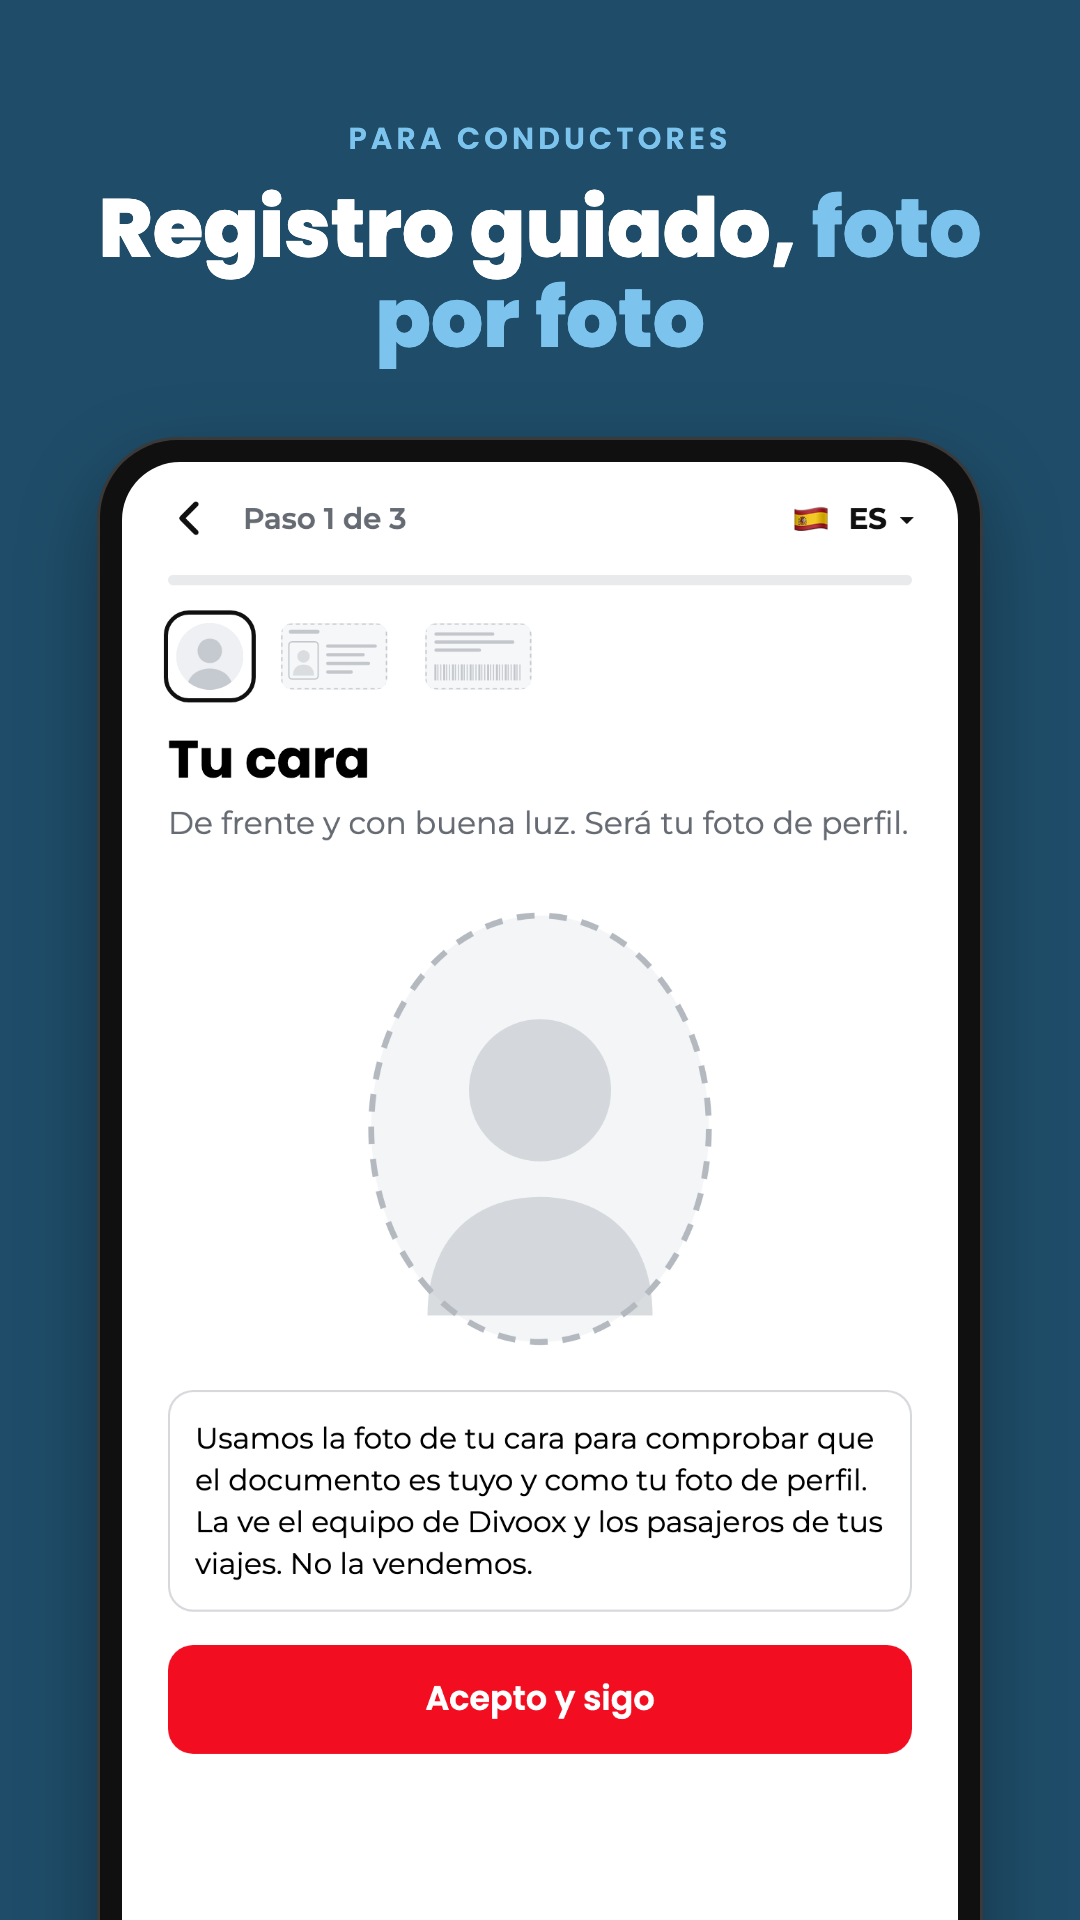 PARA CONDUCTORES
Registro guiado, foto
por foto
Paso 1 de 3
ES
Tu cara
De frente y con buena luz. Será tu foto de perfil.
Usamos la foto de tu cara para comprobar que
el documento es tuyo y como tu foto de perfil.
La ve el equipo de Divoox y los pasajeros de tus
viajes. No la vendemos.
Acepto y sigo